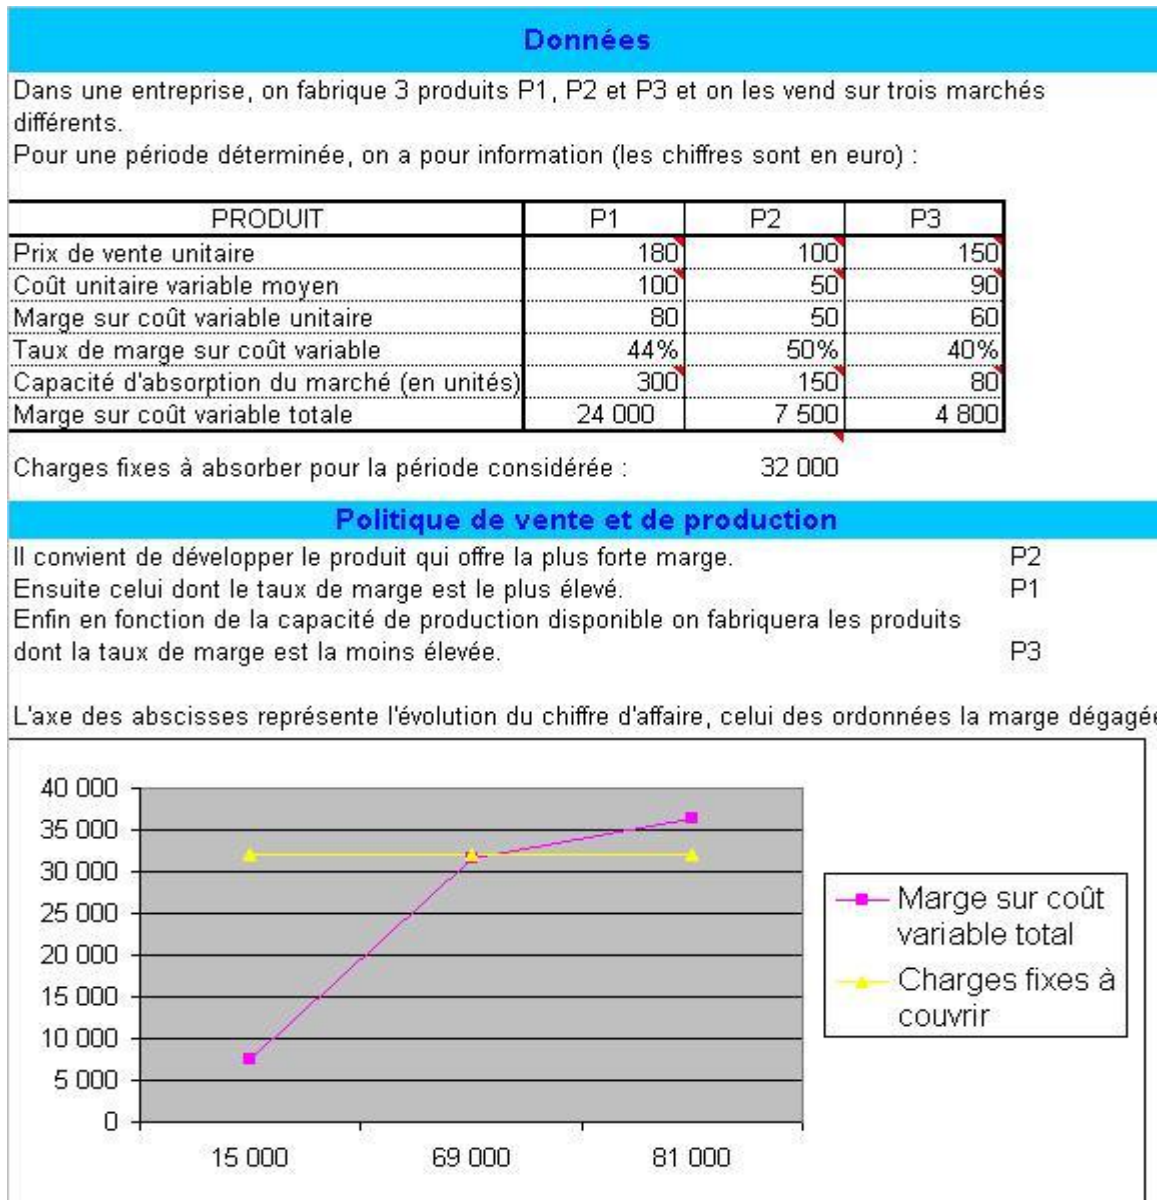 Données
Dans une entreprise, on fabrique 3 produits P1, P2 et P3 et on les vend sur trois marchés
différents.
Pour une période déterminée, on a pour information (les chiffres sont en euro) :
PRODUIT P1 P2 P3
Prix de vente unitaire 180 100 150
Coût unitaire variable moyen 100 50 90
Marge sur coût variable unitaire 80 50 60
Taux de marge sur coût variable 44% 50% 40%
Capacité d'absorption du marché (en unités) 300 150 80
Marge sur coût variable totale 24 000 7 500 4 800
Charges fixes à absorber pour la période considérée : 32 000
Politique de vente et de production
Il convient de développer le produit qui offre la plus forte marge. P2
Ensuite celui dont le taux de marge est le plus élevé. P1
Enfin en fonction de la capacité de production disponible on fabriquera les produits
dont la taux de marge est la moins élevée. P3
L'axe des abscisses représente l'évolution du chiffre d'affaire, celui des ordonnées la marge dégagée
40 000
35 000
30 000
25 000
20 000
15 000
10 000
5 000
0
15 000 69 000 81 000
Marge sur coût
variable total
Charges fixes à
couvrir